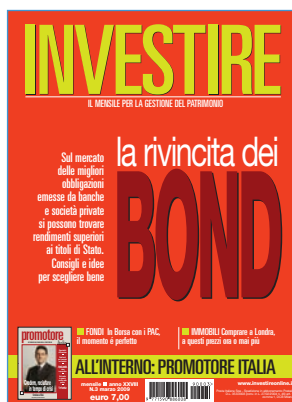 INVESTIRE
IL MENSILE PER LA GESTIONE DEL PATRIMONIO
Sul mercato
delle migliori
obbligazioni
emesse da banche
e società private
si possono trovare
rendimenti superiori
ai titoli di Stato.
Consigli e idee
per scegliere bene
la rivincita dei
BOND
FONDI In Borsa con i PAC,
il momento è perfetto
IMMOBILI Comprare a Londra,
a questi prezzi ora o mai più
promotore
ALL'INTERNO: PROMOTORE ITALIA
mensile anno XXVIII
N.3 marzo 2009
euro 7,00
www.investireonline.it